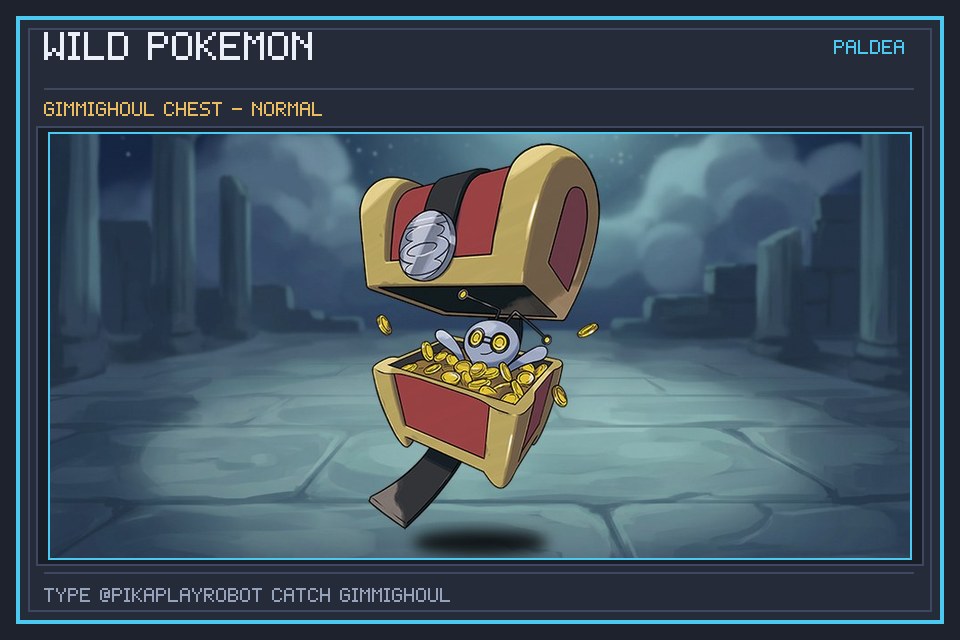 WILD POKEMON
PALDEA
GIMMIGHOUL CHEST - NORMAL
TYPE @PIKAPLAYROBOT CATCH GIMMIGHOUL